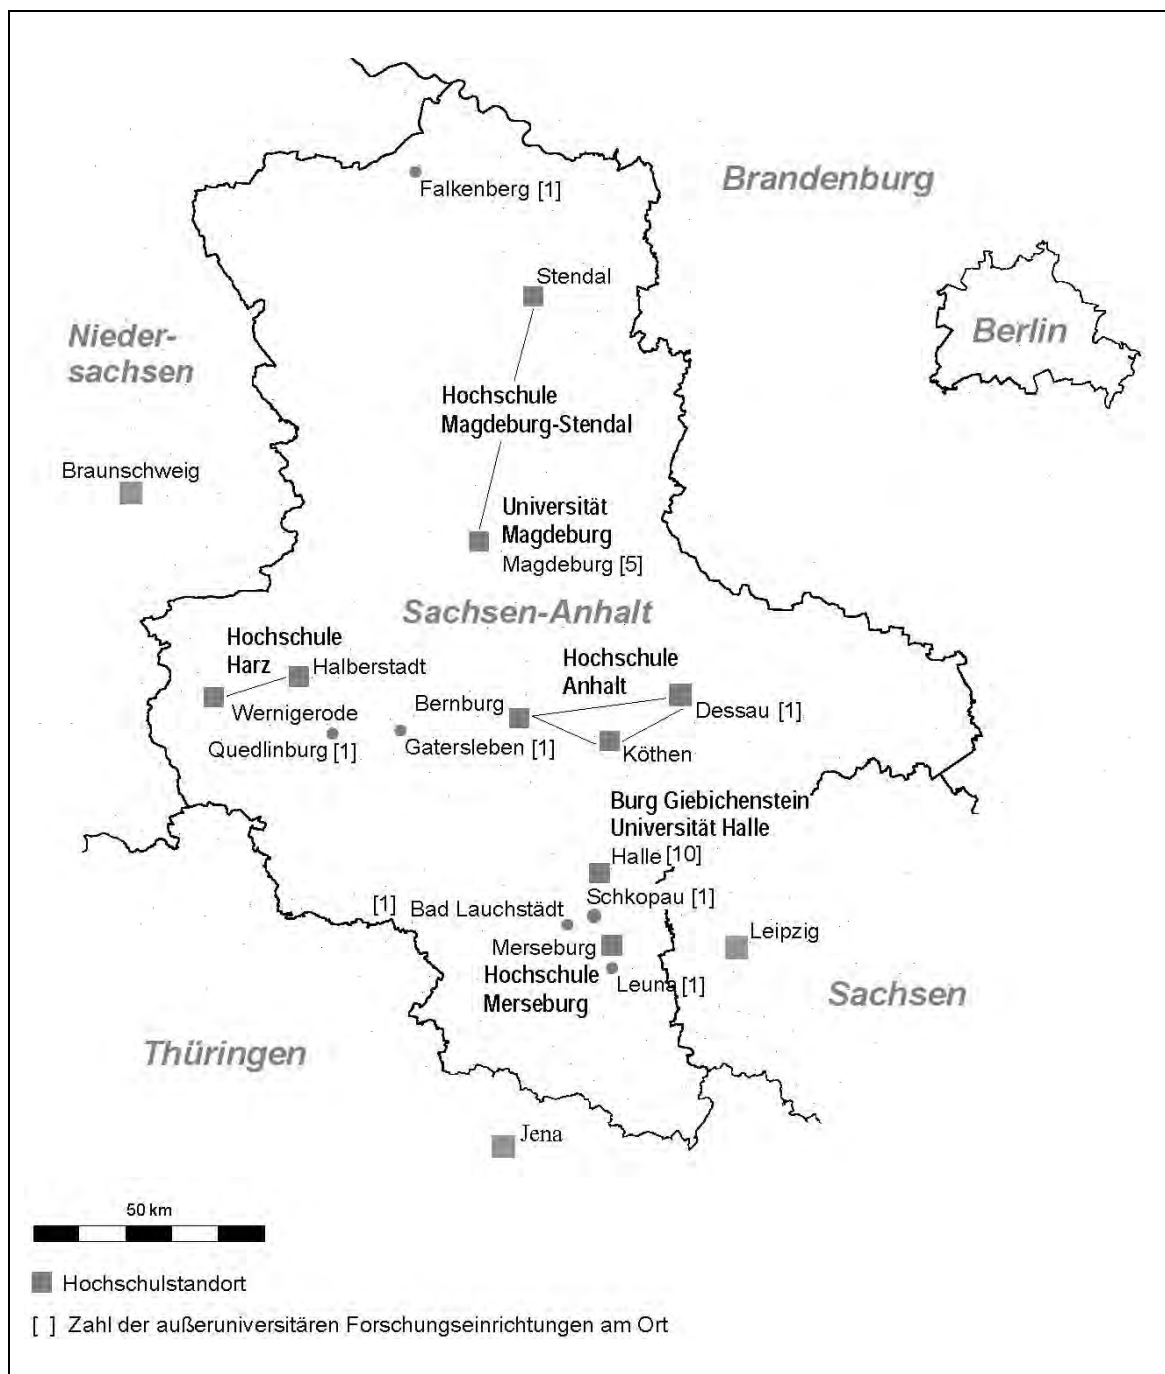 Brandenburg
Falkenberg [1]
Stendal
Nieder-
sachsen
Berlin
Hochschule
Magdeburg-Stendal
Braunschweig
Universität
Magdeburg
Magdeburg [5]
Sachsen-Anhalt
Hochschule
Harz
Halberstadt
Wernigerode
Quedlinburg [1]
Gatersleben [1]
Bernburg
Hochschule
Anhalt
Dessau [1]
Köthen
Burg Giebichenstein
Universität Halle
Halle [10]
Schkopau [1]
[1] Bad Lauchstädt
Merseburg
Hochschule
Merseburg
Leuna [1]
Leipzig
Sachsen
Thüringen
Jena
50 km
Hochschulstandort
[ ] Zahl der außeruniversitären Forschungseinrichtungen am Ort